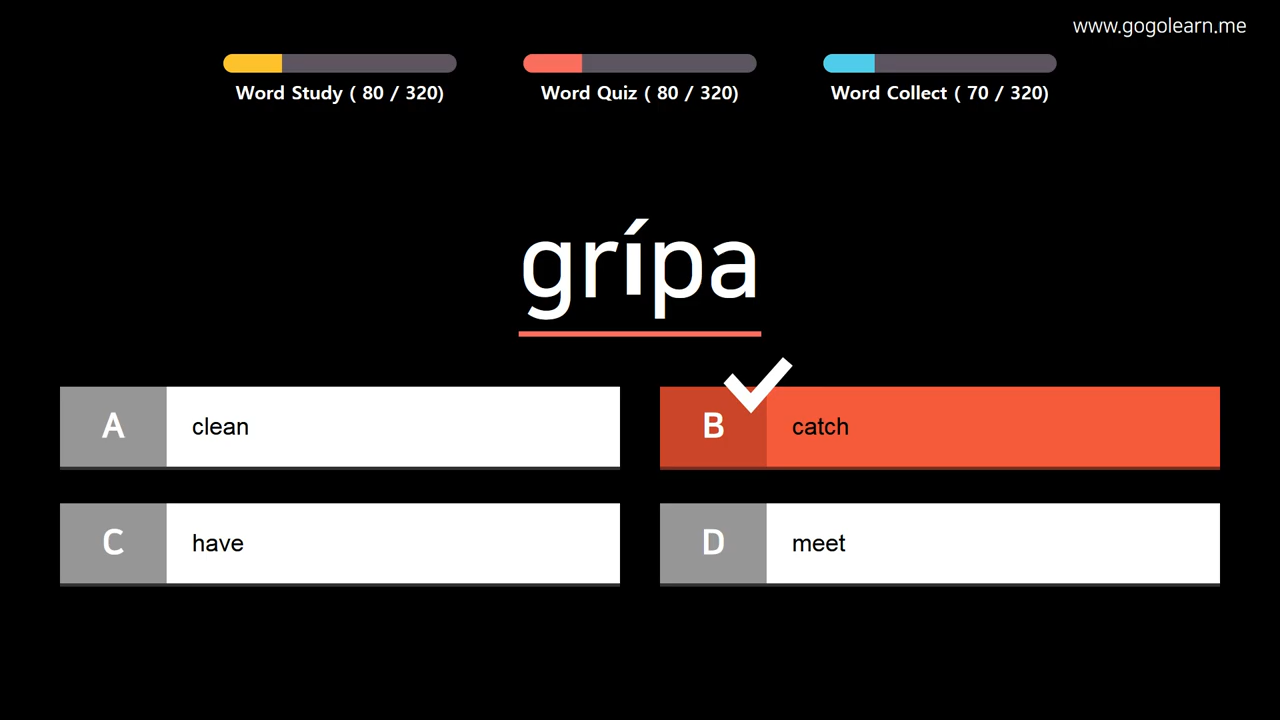 www.gogolearn.me
Word Study ( 80 / 320)
Word Quiz ( 80 / 320)
Word Collect ( 70 / 320)
grípa
A
clean
B
catch
C
have
D
meet